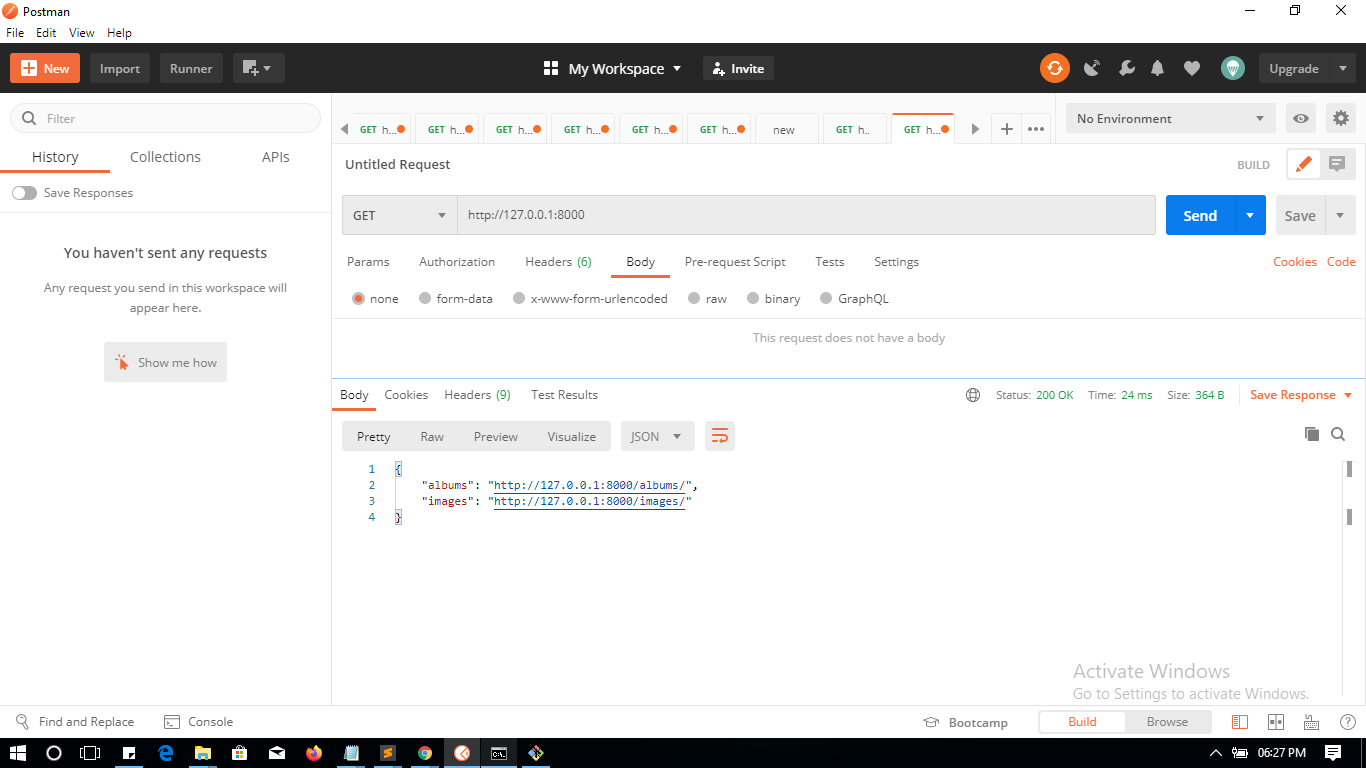 Postman
File Edit View Help
New Import Runner My Workspace Invite Upgrade
Filter
GET h... GET h... GET h... GET h... GET h... GET h... new GET h.. GET h... No Environment
History Collections APIs
Untitled Request BUILD
Save Responses
GET http://127.0.0.1:8000 Send Save
You haven't sent any requests
Any request you send in this workspace will
appear here.
Show me how
Params Authorization Headers (6) Body Pre-request Script Tests Settings Cookies Code
none form-data x-www-form-urlencoded raw binary GraphQL
This request does not have a body
Body Cookies Headers (9) Test Results Status: 200 OK Time: 24 ms Size: 364 B Save Response
Pretty Raw Preview Visualize JSON
1 {
2 "albums": "http://127.0.0.1:8000/albums/",
3 "images": "http://127.0.0.1:8000/images/"
4 }
Activate Windows
Go to Settings to activate Windows.
Find and Replace Console Bootcamp Build Browse
06:27 PM